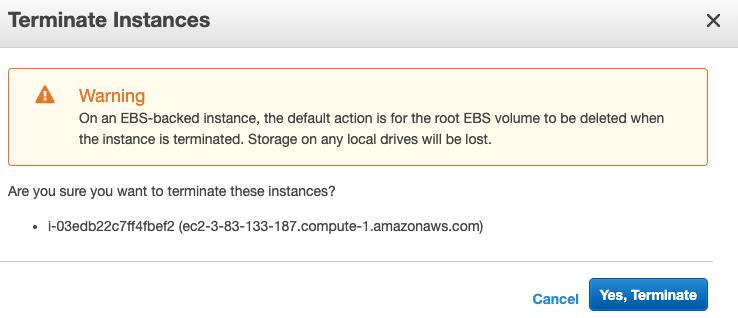 Terminate Instances
Warning
On an EBS-backed instance, the default action is for the root EBS volume to be deleted when
the instance is terminated. Storage on any local drives will be lost.
Are you sure you want to terminate these instances?
• i-03edb22c7ff4fbef2 (ec2-3-83-133-187.compute-1.amazonaws.com)
Cancel Yes, Terminate